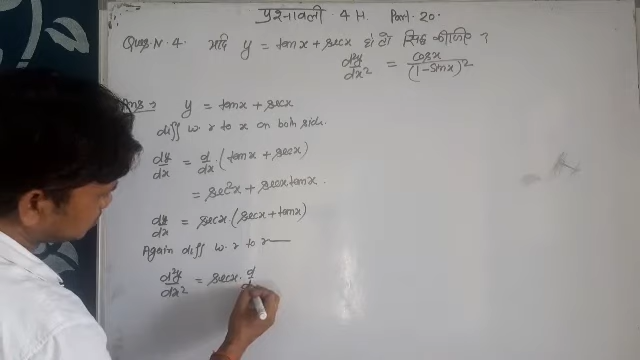 प्रश्नावली 4 H. Part. 20.
Ques. N. 4. यदि y = tanx + secx हो तो सिद्ध कीजिए ?
d²y/dx² = cosx/(1 - sinx)²
Ans → y = tanx + secx
diff w. r to x on both side.
dy/dx = d/dx . (tanx + secx)
= sec²x + secx tanx.
dy/dx = secx . (secx + tanx)
Again diff w. r to x
d²y/dx² = secx . d/d